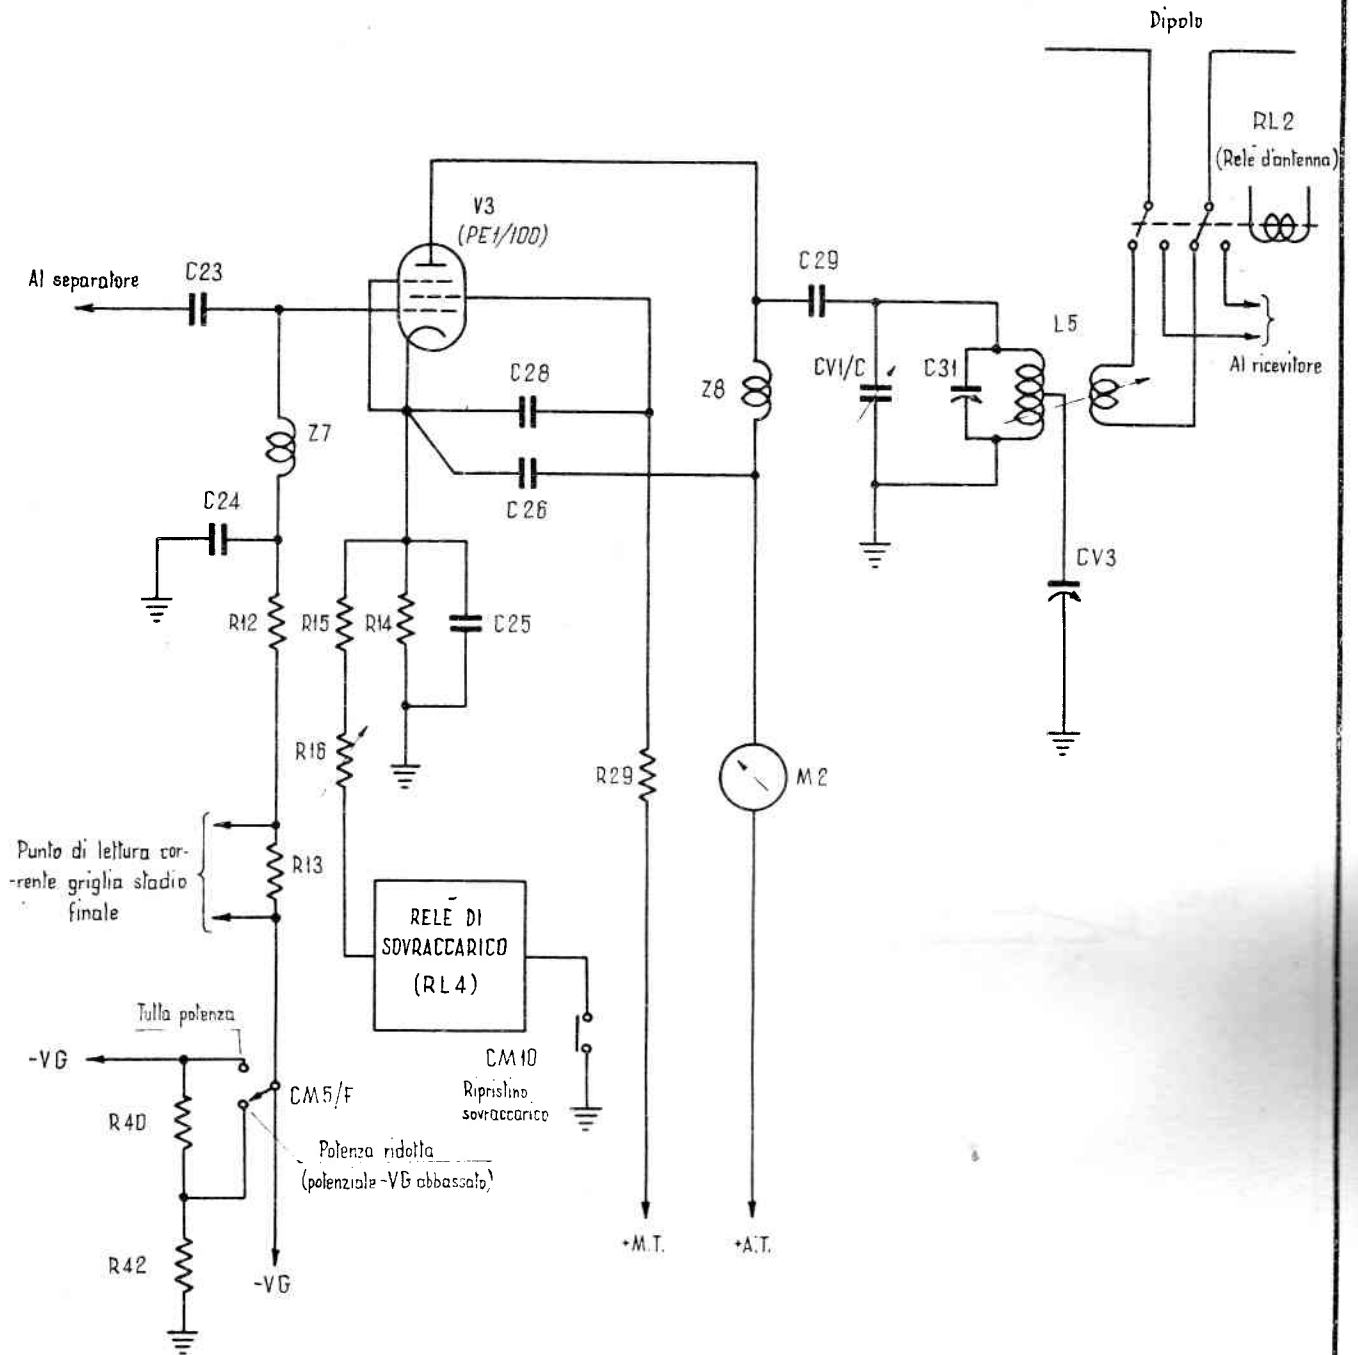 Dipolo
RL2
(Relè d'antenna)
V3
(PE1/100)
C23
Al separatore
C29
L5
CV1/C
C31
Al ricevitore
C28
Z8
Z7
C24
C26
CV3
R12
R15
R14
C25
R16
R29
M2
Punto di lettura cor-
-rente griglia stadio
finale
R13
RELÈ DI
SOVRACCARICO
(RL4)
Tutta potenza
-VG
CM5/F
CM10
Ripristino
sovraccarico
R40
Potenza ridotta
(potenziale -VG abbassato)
R42
-VG
+M.T.
+A.T.